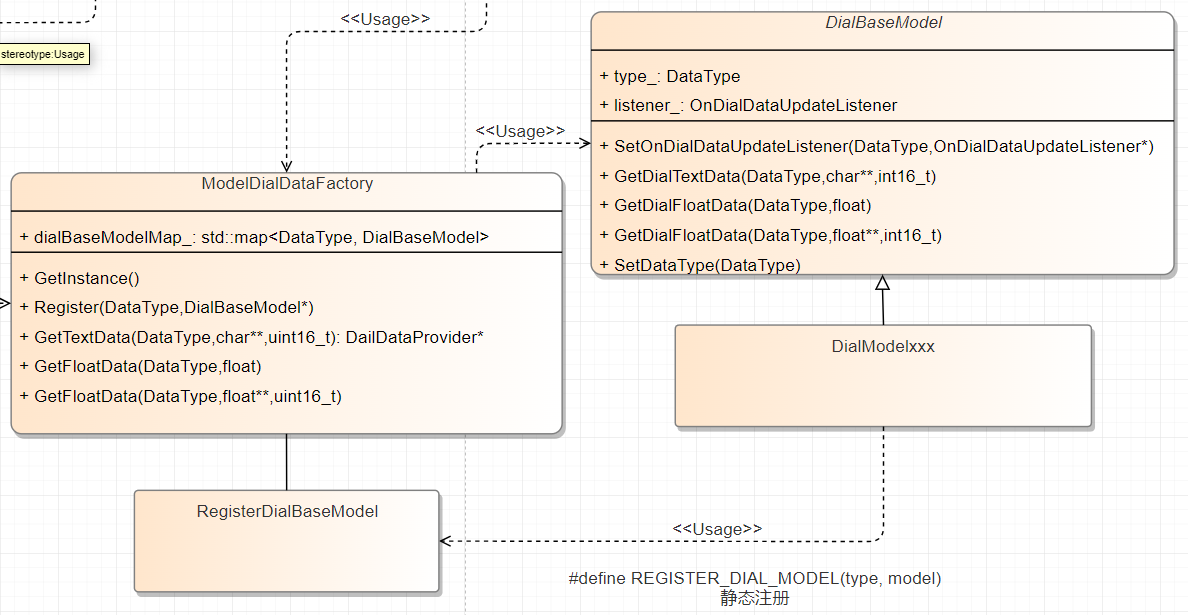 <<Usage>>
stereotype:Usage
DialBaseModel
+ type_: DataType
+ listener_: OnDialDataUpdateListener
<<Usage>>
+ SetOnDialDataUpdateListener(DataType,OnDialDataUpdateListener*)
+ GetDialTextData(DataType,char**,int16_t)
+ GetDialFloatData(DataType,float)
+ GetDialFloatData(DataType,float**,int16_t)
+ SetDataType(DataType)
ModelDialDataFactory
+ dialBaseModelMap_: std::map<DataType, DialBaseModel>
+ GetInstance()
+ Register(DataType,DialBaseModel*)
+ GetTextData(DataType,char**,uint16_t): DailDataProvider*
+ GetFloatData(DataType,float)
+ GetFloatData(DataType,float**,uint16_t)
DialModelxxx
RegisterDialBaseModel
<<Usage>>
#define REGISTER_DIAL_MODEL(type, model)
静态注册